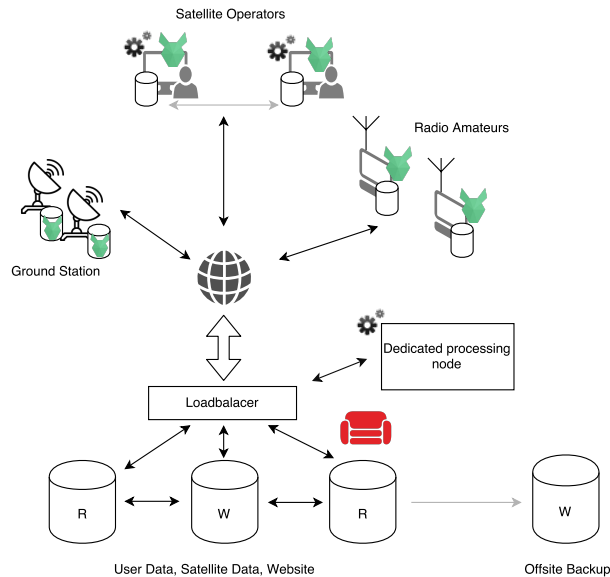 Satellite Operators
Radio Amateurs
Ground Station
Dedicated processing
node
Loadbalacer
R
W
R
W
User Data, Satellite Data, Website
Offsite Backup